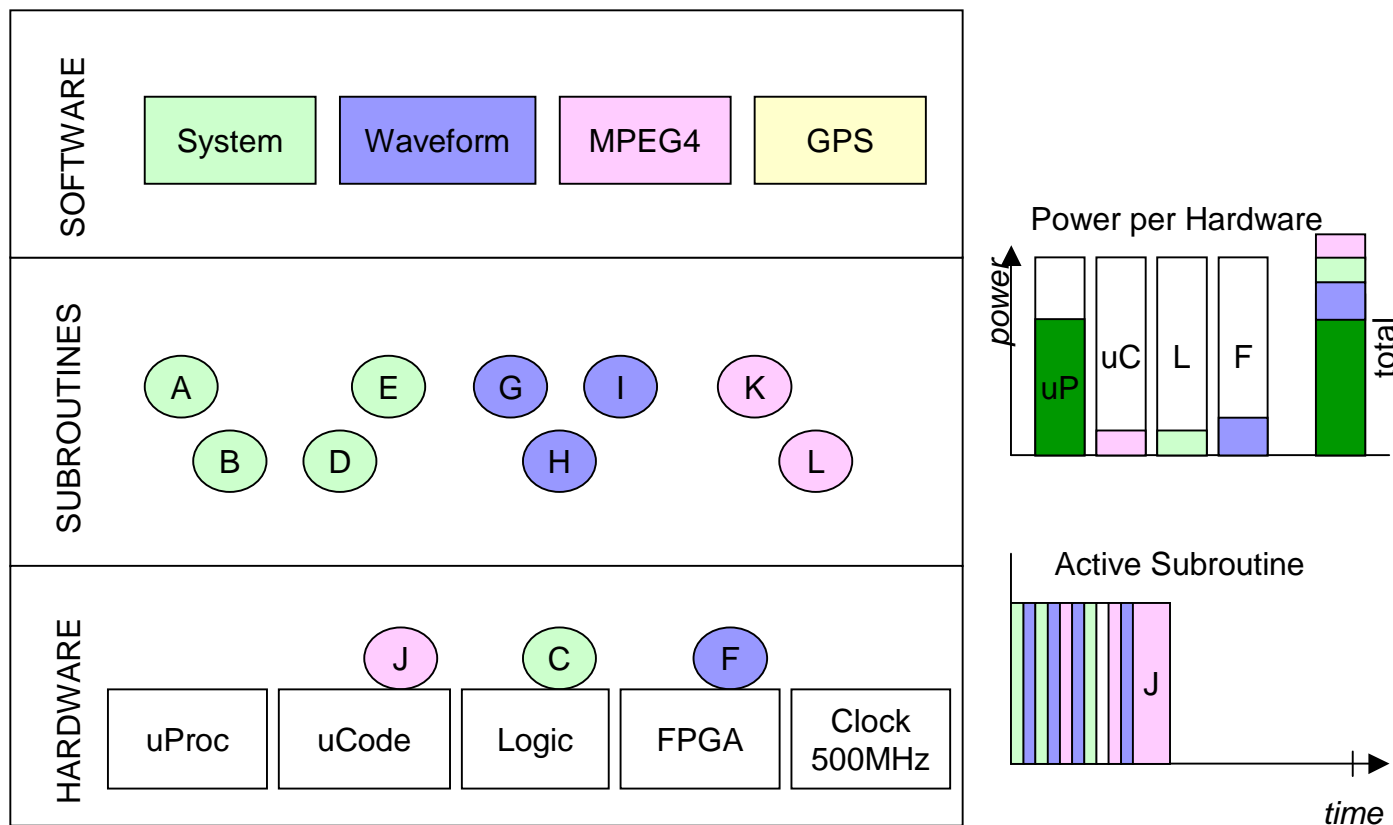 SOFTWARE
System
Waveform
MPEG4
GPS
SUBROUTINES
A
E
G
I
K
B
D
H
L
HARDWARE
J
C
F
uProc
uCode
Logic
FPGA
Clock
500MHz
Power per Hardware
power
uP
uC
L
F
total
Active Subroutine
J
time